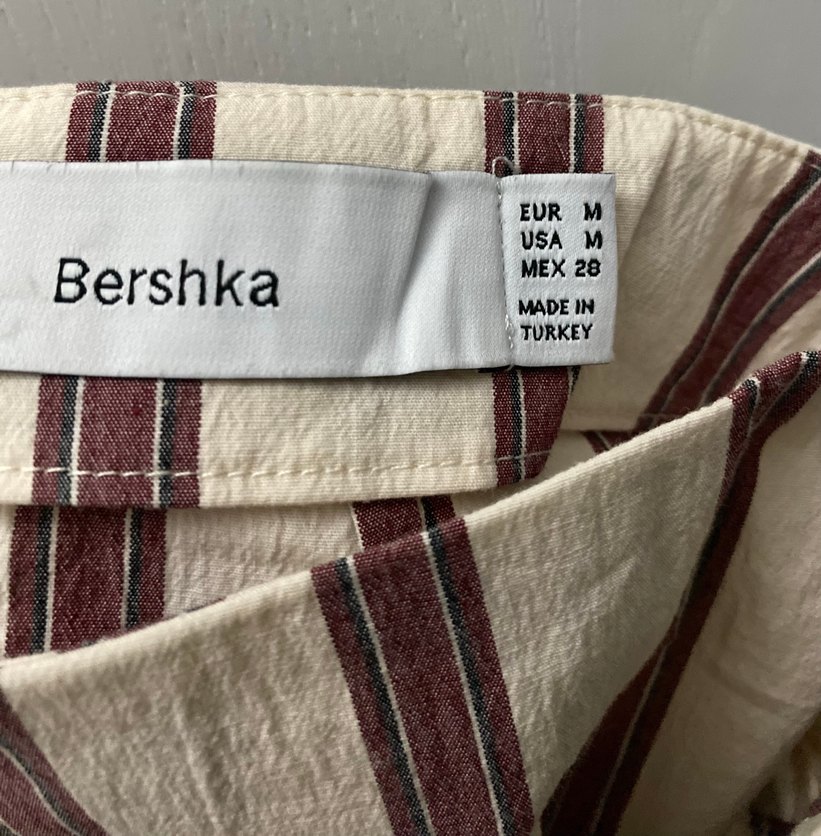 Bershka
EUR M
USA M
MEX 28
MADE IN
TURKEY